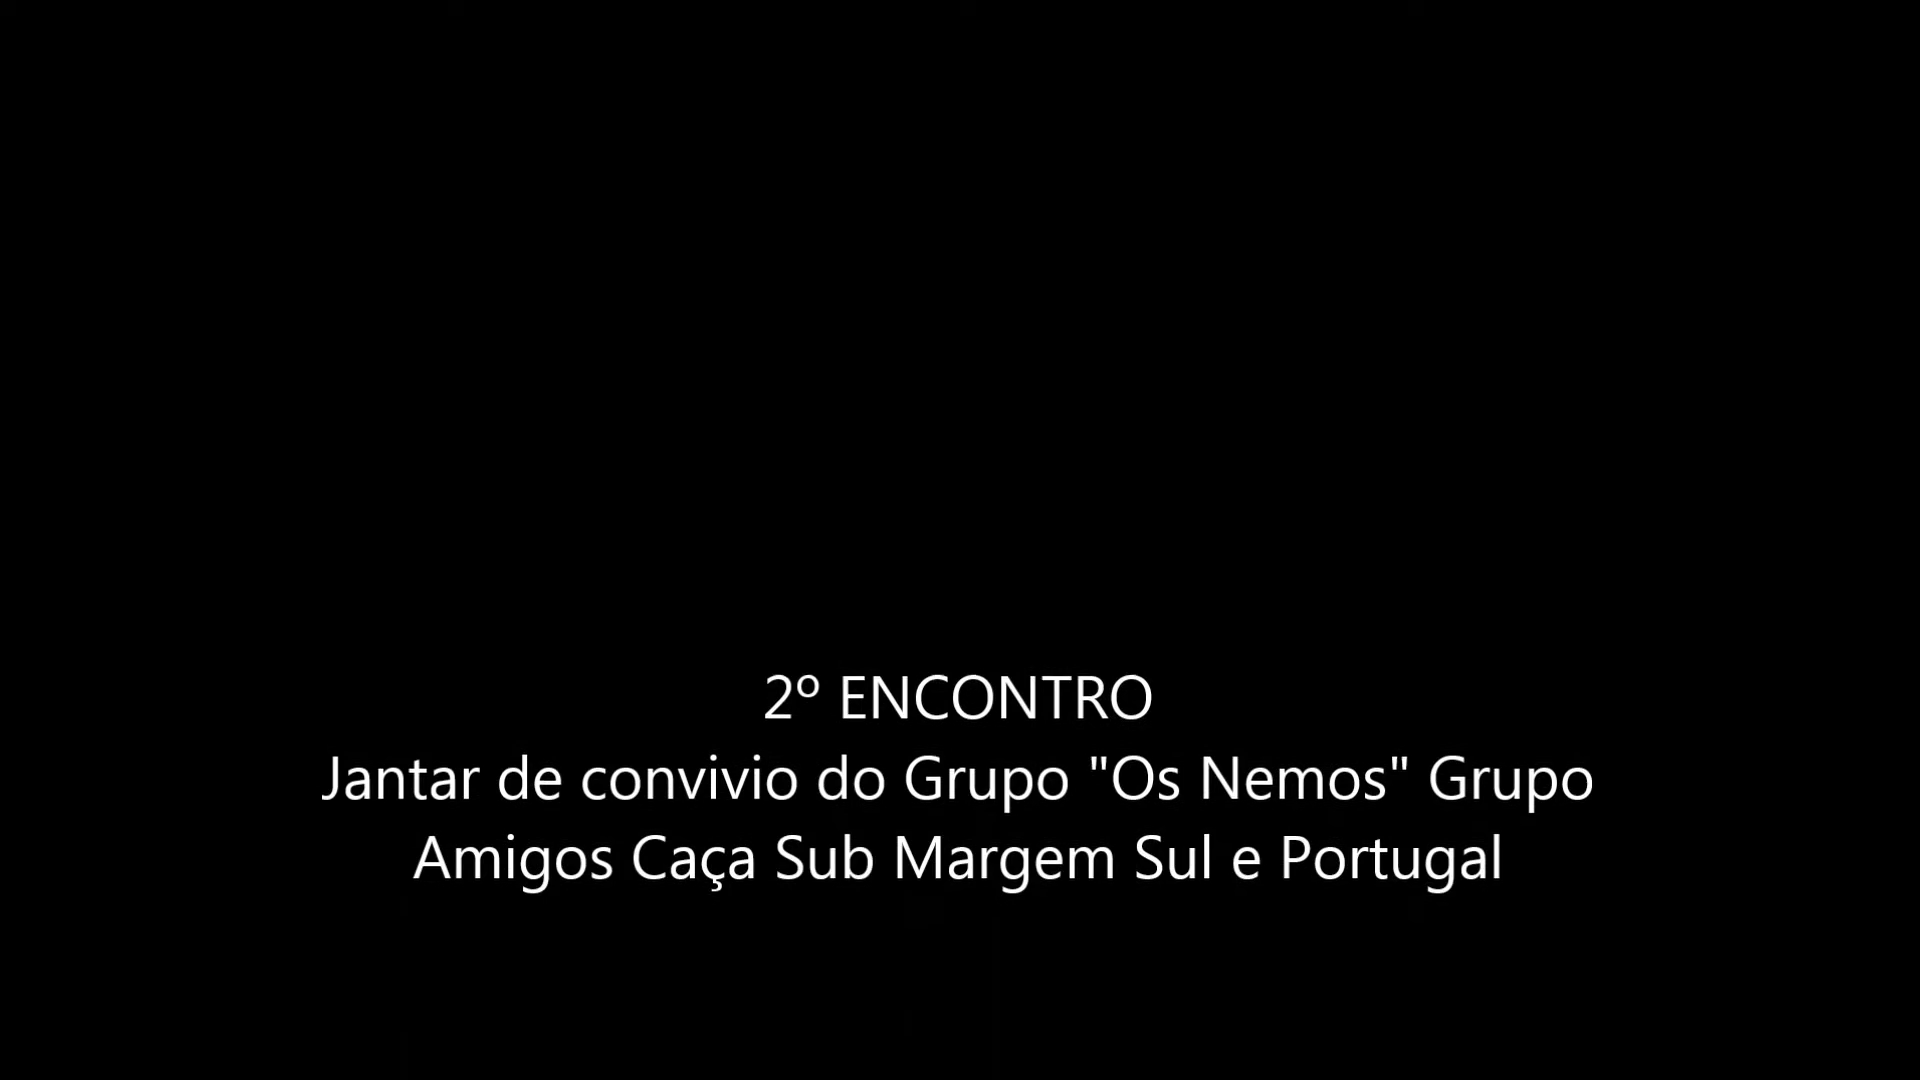 2º ENCONTRO
Jantar de convivio do Grupo "Os Nemos" Grupo
Amigos Caça Sub Margem Sul e Portugal